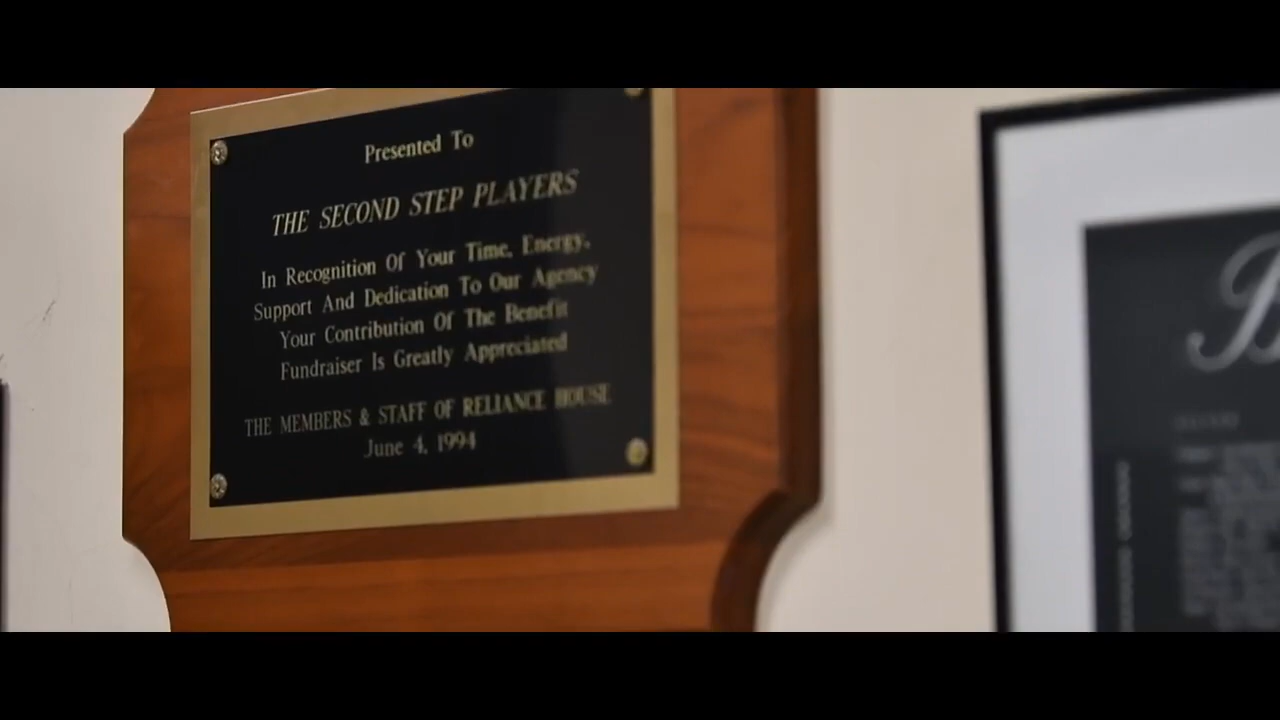 Presented To
THE SECOND STEP PLAYERS
In Recognition Of Your Time, Energy,
Support And Dedication To Our Agency
Your Contribution Of The Benefit
Fundraiser Is Greatly Appreciated
THE MEMBERS & STAFF OF RELIANCE HOUSE
June 4, 1994